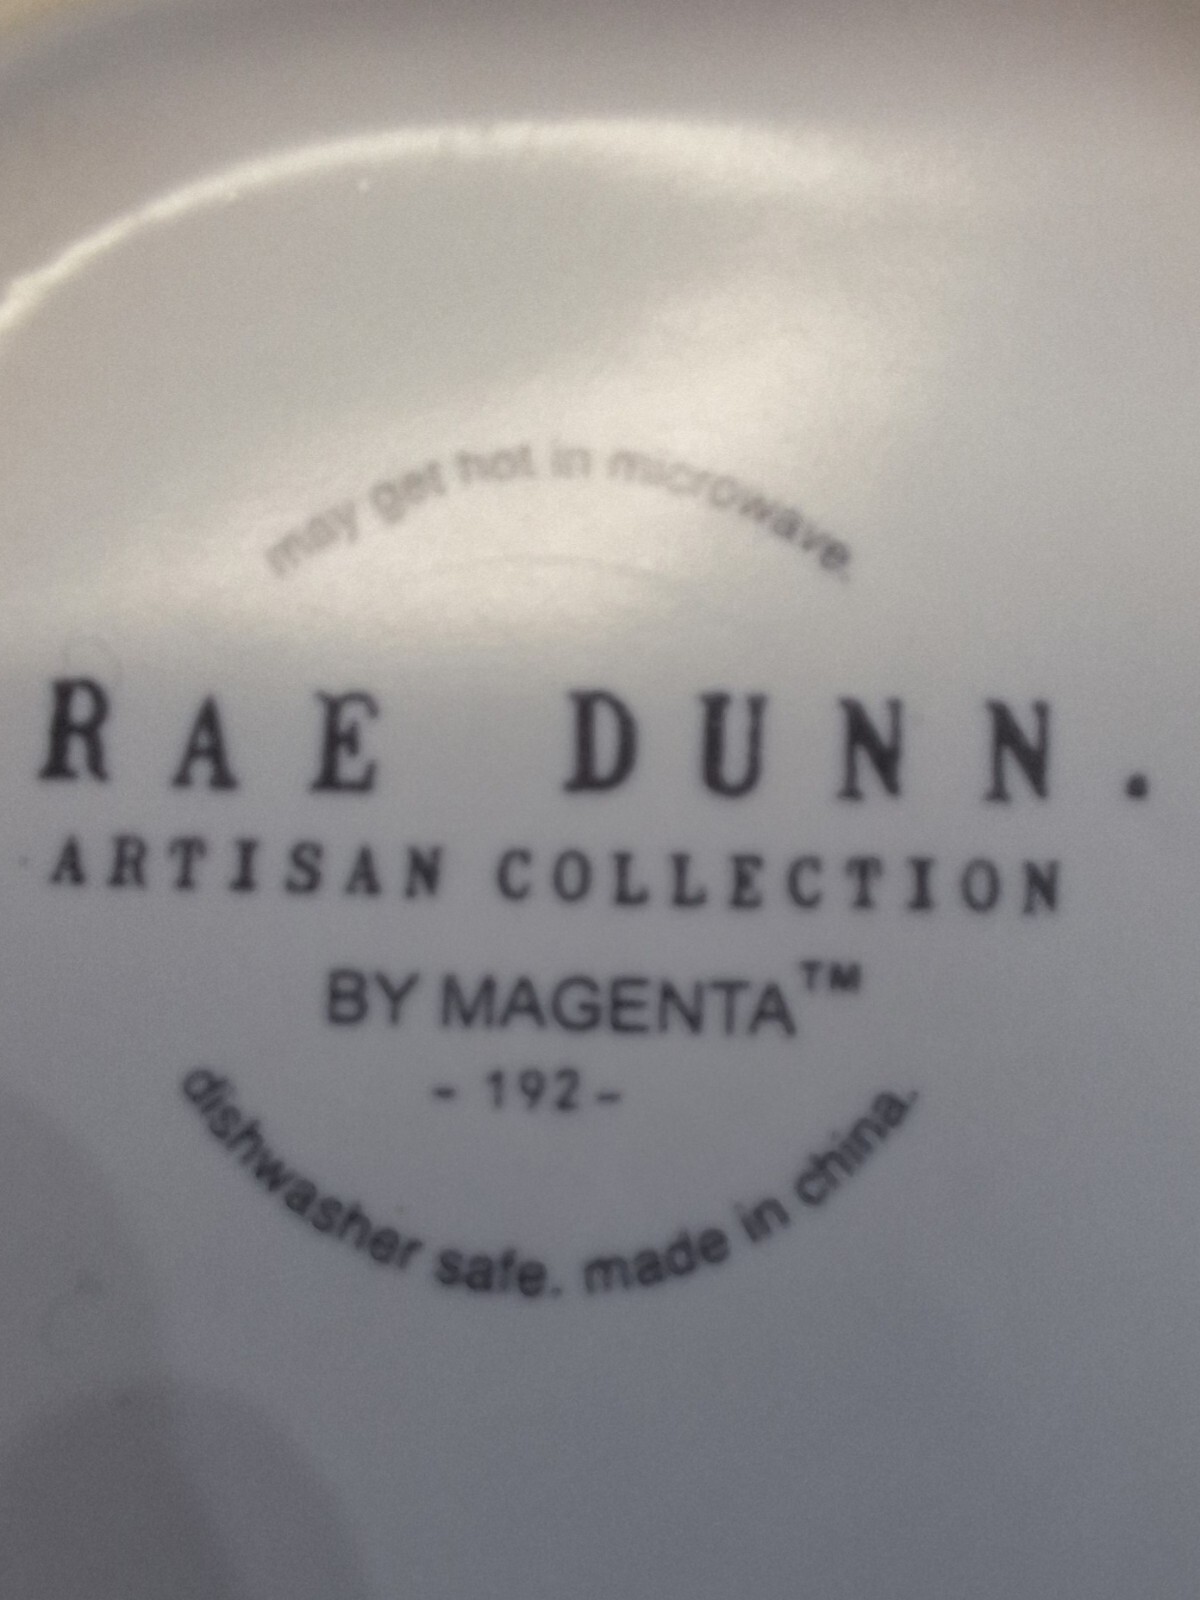 may get hot in microwave.
RAE DUNN.
ARTISAN COLLECTION
BY MAGENTA™
- 192 -
dishwasher safe. made in china.